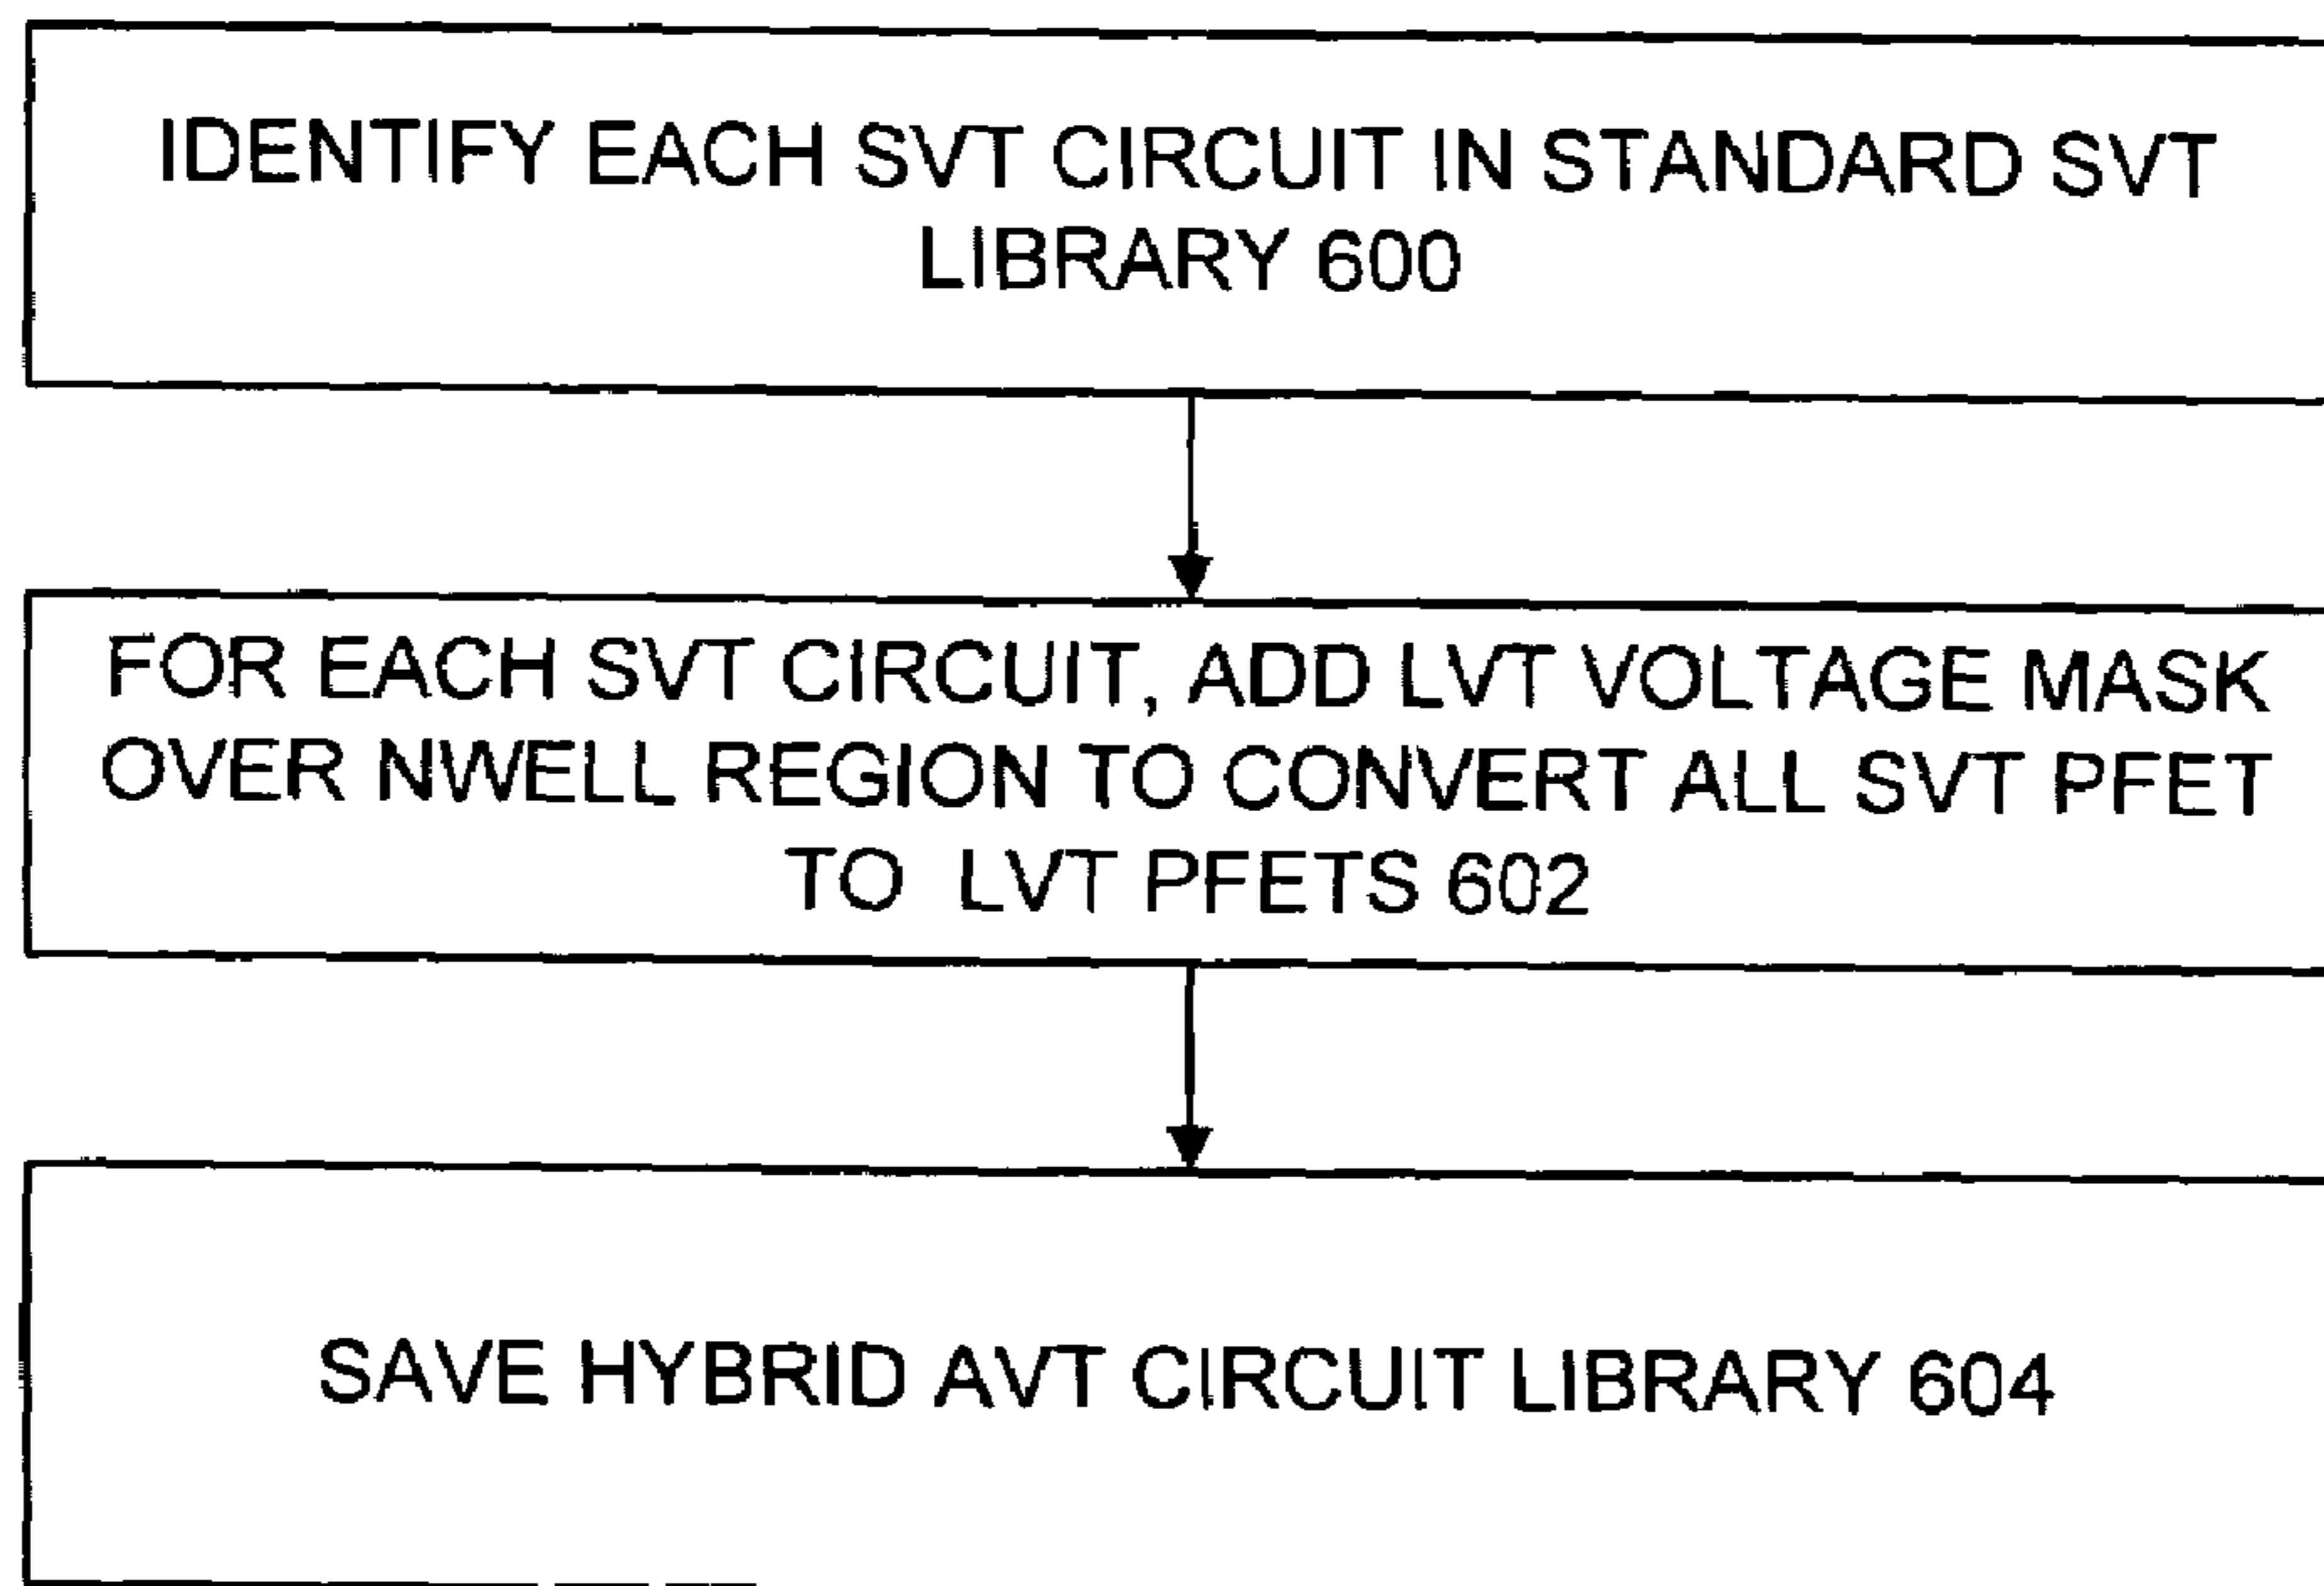 IDENTIFY EACH SVT CIRCUIT IN STANDARD SVT
LIBRARY 600
FOR EACH SVT CIRCUIT, ADD LVT VOLTAGE MASK
OVER NWELL REGION TO CONVERT ALL SVT PFET
TO LVT PFETS 602
SAVE HYBRID AVT CIRCUIT LIBRARY 604